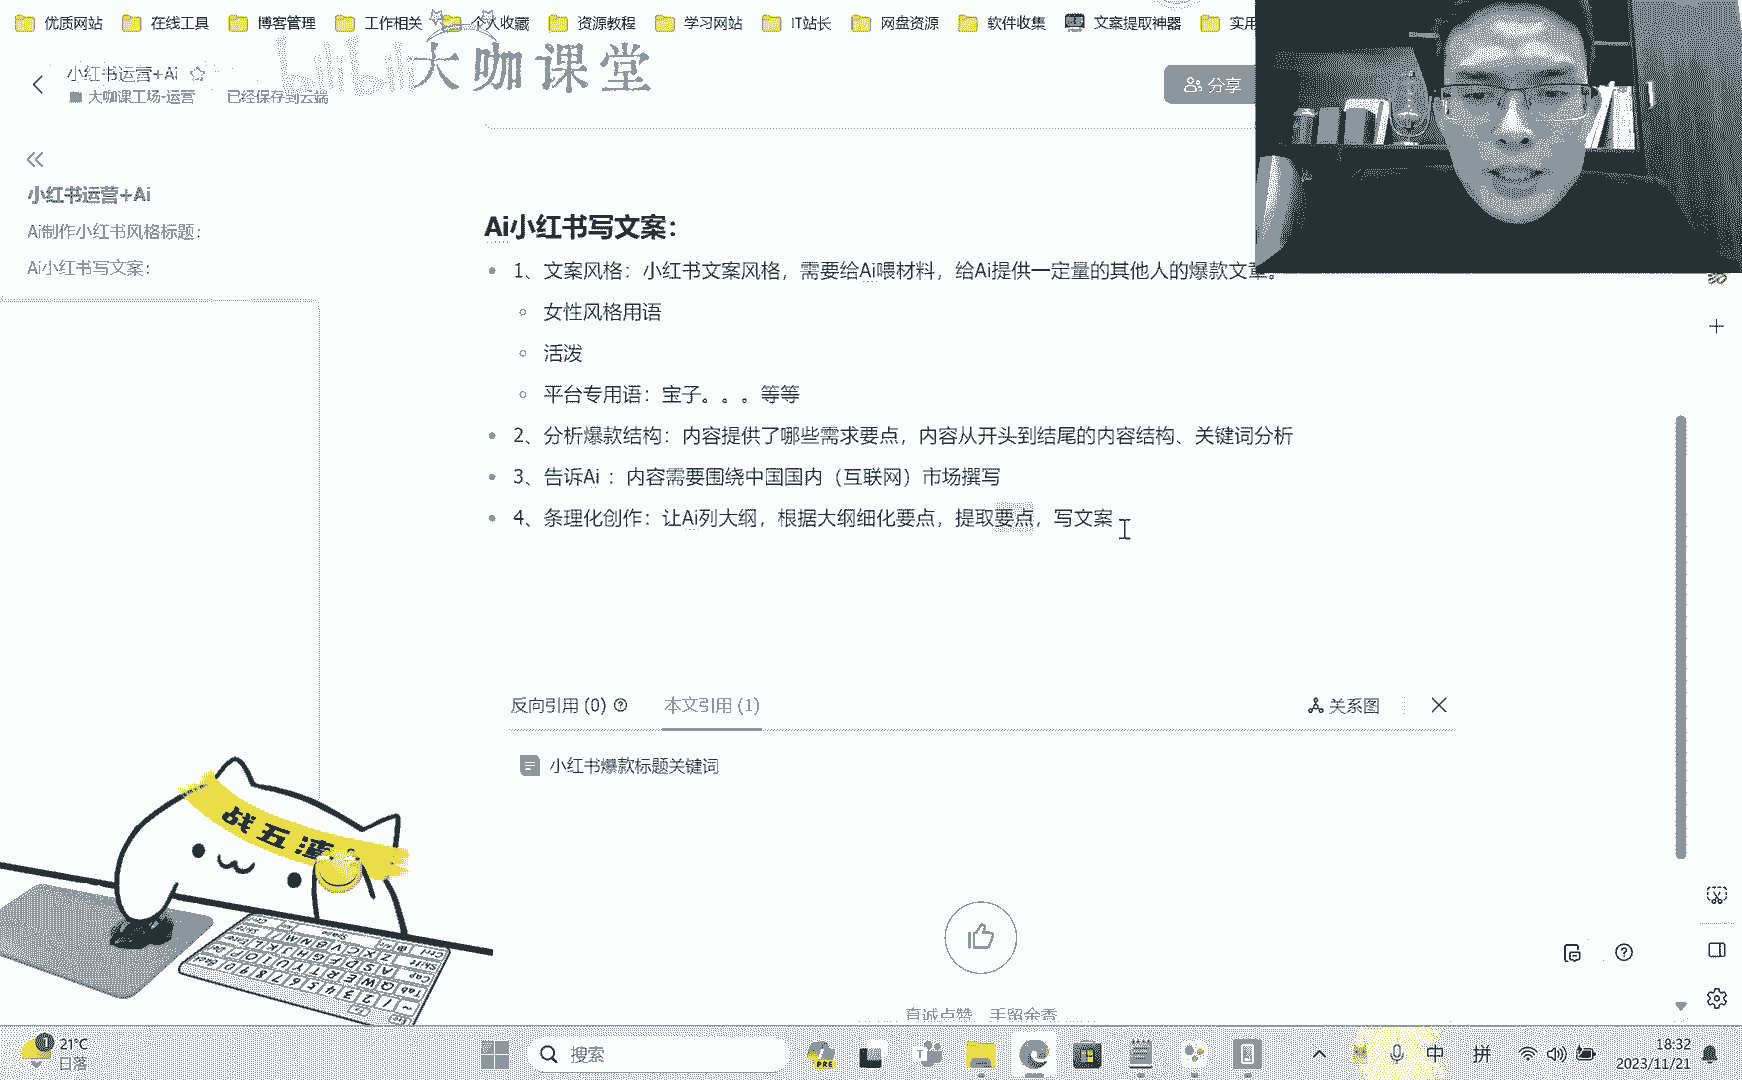 优质网站 在线工具 博客管理 工作相关 个人收藏 资源教程 学习网站 IT站长 网盘资源 软件收集 文案提取神器 实用
bilibili 大咖课堂
小红书运营+Ai
大咖课工场-运营 已经保存到云端
分享
小红书运营+Ai
Ai制作小红书风格标题：
Ai小红书写文案：
Ai小红书写文案：
1、文案风格：小红书文案风格，需要给Ai喂材料，给Ai提供一定量的其他人的爆款文章。
女性风格用语
活泼
平台专用语：宝子。。。等等
2、分析爆款结构：内容提供了哪些需求要点，内容从开头到结尾的内容结构、关键词分析
3、告诉Ai ：内容需要围绕中国国内（互联网）市场撰写
4、条理化创作：让Ai列大纲，根据大纲细化要点，提取要点，写文案
反向引用 (0) 本文引用 (1) 关系图
小红书爆款标题关键词
战五渣
真诚点赞 手留余香
1 21°C
日落
搜索
PRE
中 拼
18:32
2023/11/21